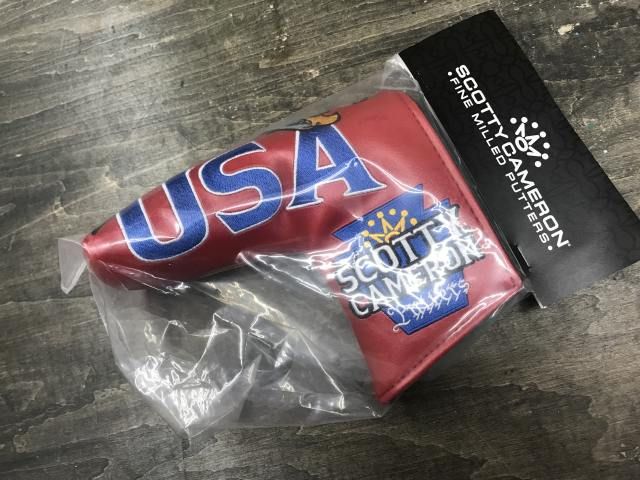 USA
SCOTTY
CAMERON
SCOTTY CAMERON
FINE MILLED PUTTERS.